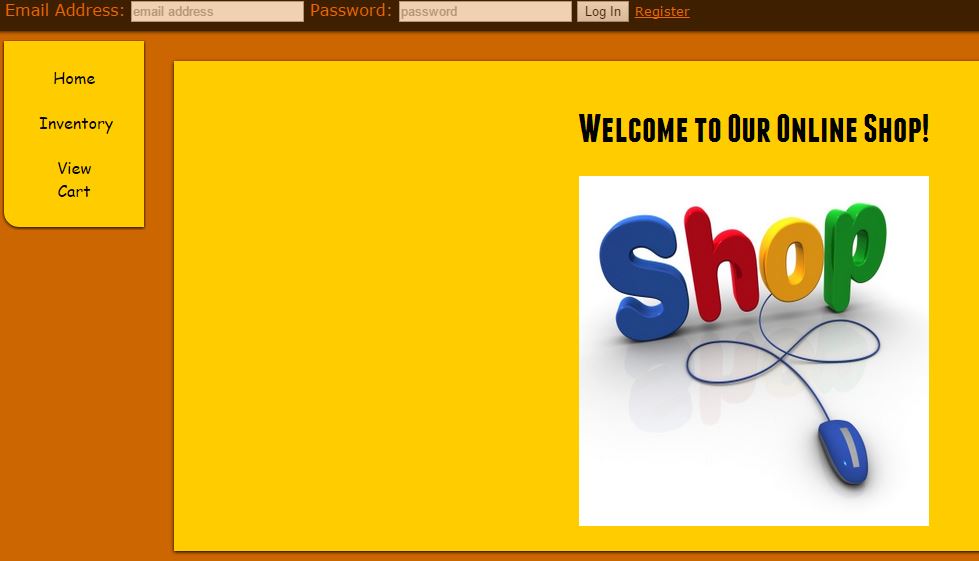 Email Address: email address Password: password Log In Register
Home
Inventory
View
Cart
Welcome to Our Online Shop!
shop